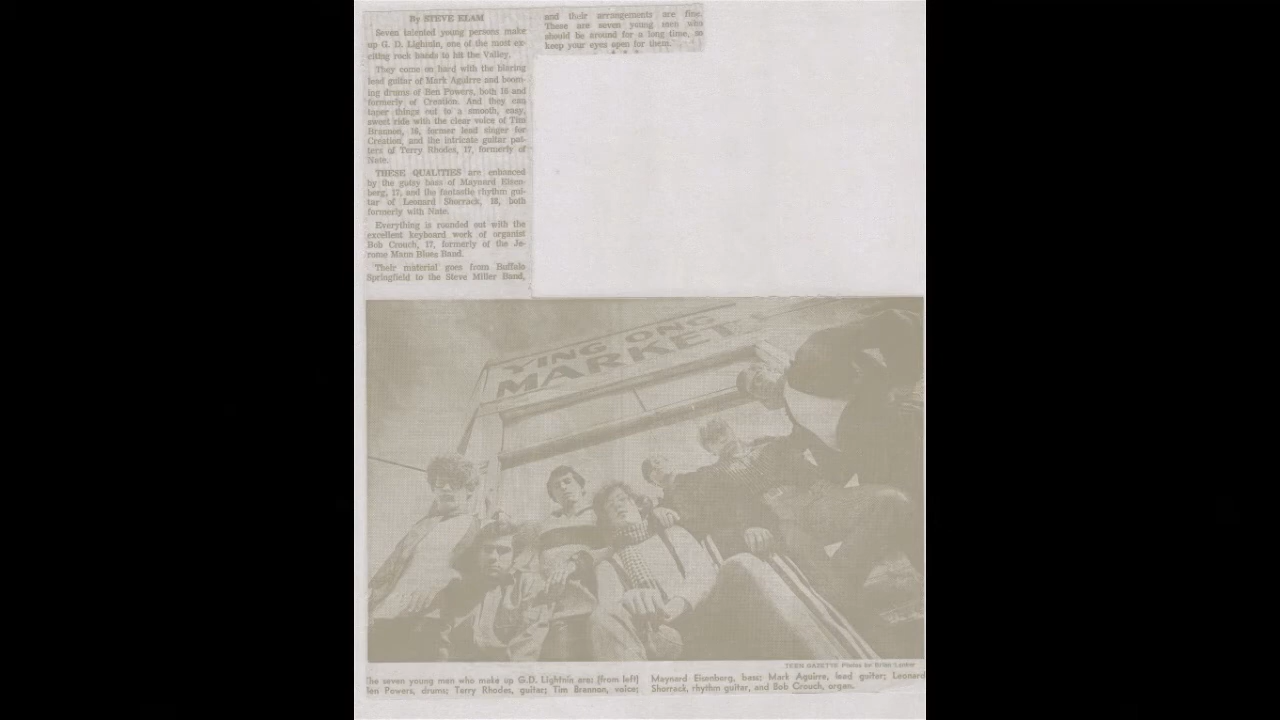 By STEVE ELAM
Seven talented young persons make
up G. D. Lightnin, one of the most ex-
citing rock bands to hit the Valley.
They come on hard with the blaring
lead guitar of Mark Aguirre and boom-
ing drums of Ben Powers, both 16 and
formerly of Creation. And they can
taper things out to a smooth, easy,
sweet ride with the clear voice of Tim
Brannon, 16, former lead singer for
Creation, and the intricate guitar pat-
terns of Terry Rhodes, 17, formerly of
Nate.
THESE QUALITIES are enhanced
by the gutsy bass of Maynard Eisen-
berg, 17, and the fantastic rhythm gui-
tar of Leonard Shorrack, 18, both
formerly with Nate.
Everything is rounded out with the
excellent keyboard work of organist
Bob Crouch, 17, formerly of the Je-
rome Mann Blues Band.
Their material goes from Buffalo
Springfield to the Steve Miller Band,
and their arrangements are fine.
These are seven young men who
should be around for a long time, so
keep your eyes open for them.
YING ONG
MARKET
TEEN GAZETTE Photos by Brian Lanker
The seven young men who make up G.D. Lightnin are: (from left)
Ben Powers, drums; Terry Rhodes, guitar; Tim Brannon, voice;
Maynard Eisenberg, bass; Mark Aguirre, lead guitar; Leonard
Shorrack, rhythm guitar, and Bob Crouch, organ.